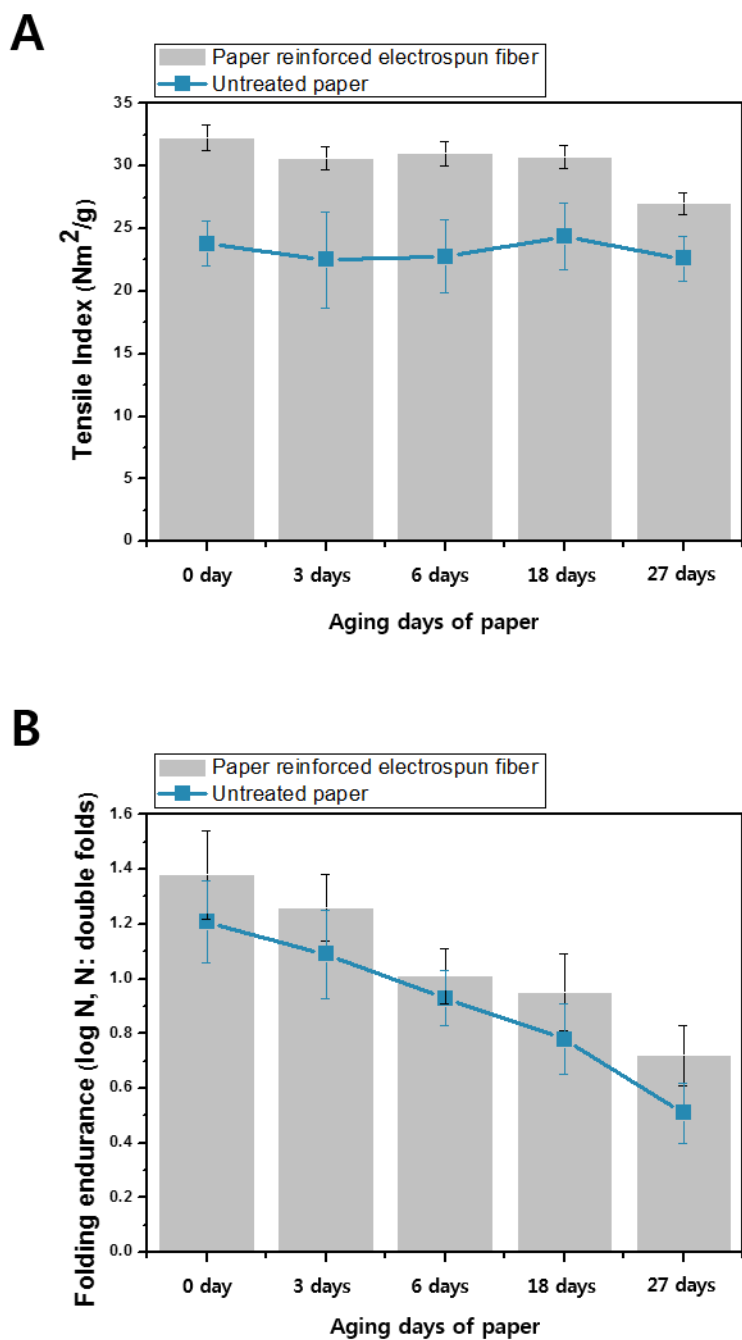 A
Paper reinforced electrospun fiber
Untreated paper
Tensile Index (Nm²/g)
35
30
25
20
15
10
5
0
0 day 3 days 6 days 18 days 27 days
Aging days of paper
B
Paper reinforced electrospun fiber
Untreated paper
Folding endurance (log N, N: double folds)
1.6
1.4
1.2
1.0
0.8
0.6
0.4
0.2
0.0
0 day 3 days 6 days 18 days 27 days
Aging days of paper